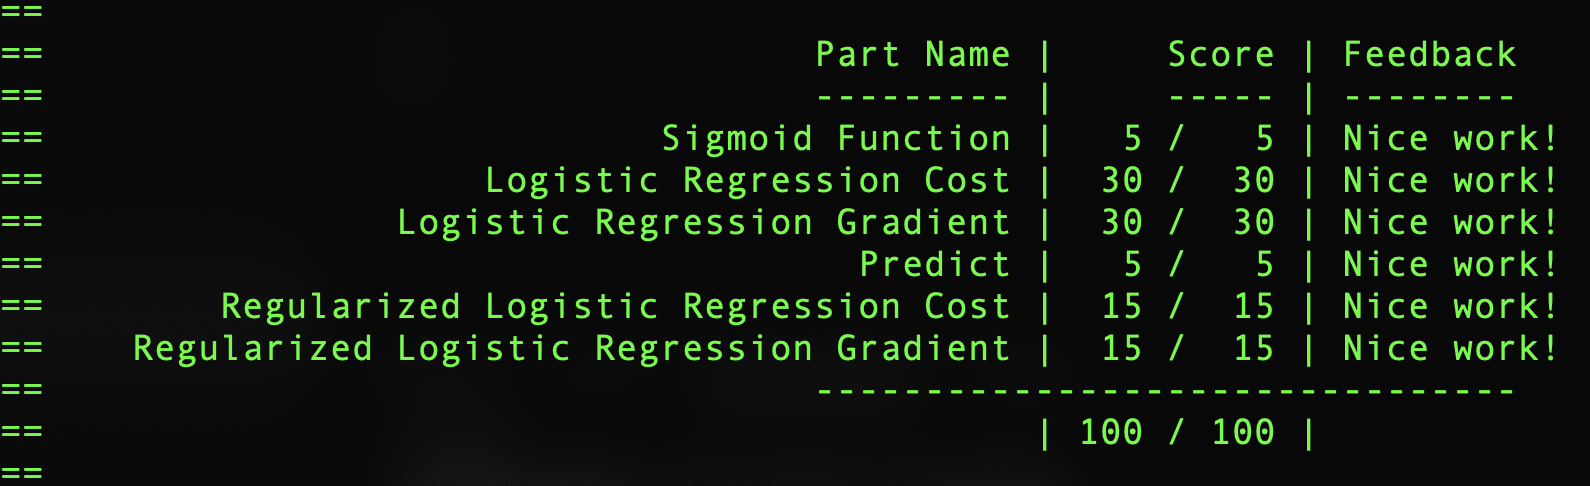 ==
== Part Name | Score | Feedback
== --------- | ----- | --------
== Sigmoid Function | 5 / 5 | Nice work!
== Logistic Regression Cost | 30 / 30 | Nice work!
== Logistic Regression Gradient | 30 / 30 | Nice work!
== Predict | 5 / 5 | Nice work!
== Regularized Logistic Regression Cost | 15 / 15 | Nice work!
== Regularized Logistic Regression Gradient | 15 / 15 | Nice work!
== --------------------------------
== | 100 / 100 |
==